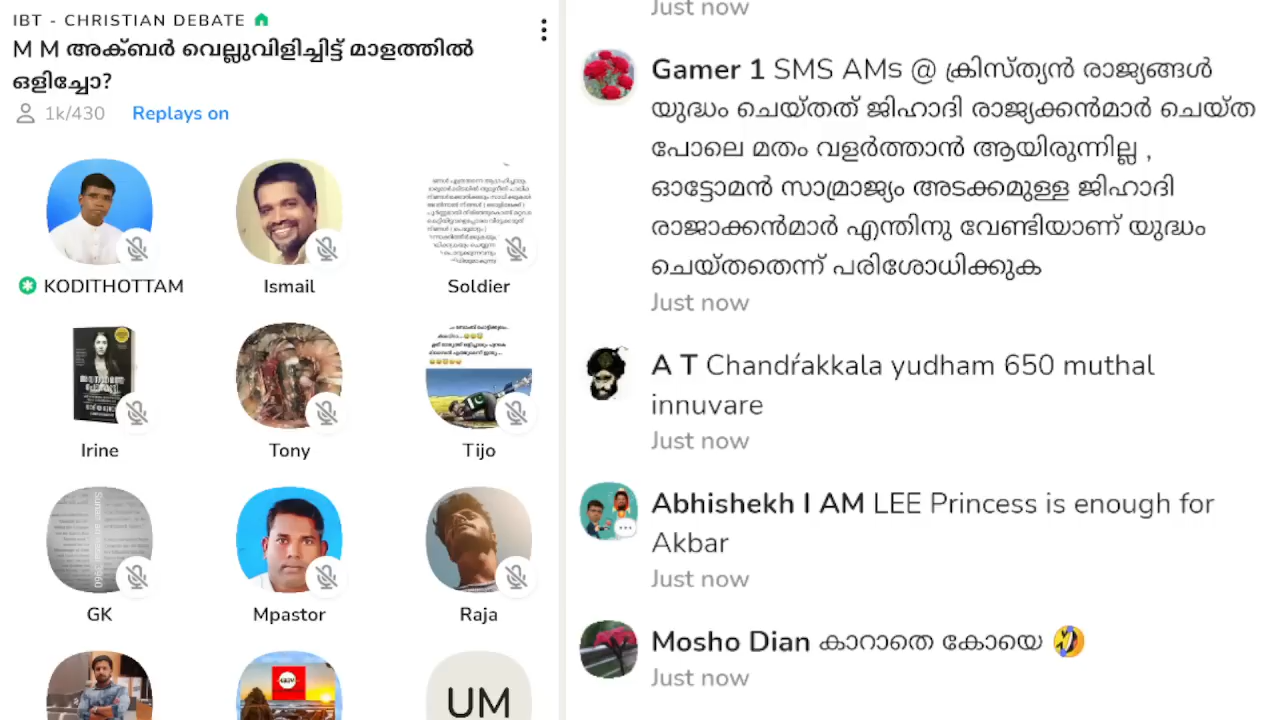 IBT - CHRISTIAN DEBATE
M M അക്ബർ വെല്ലുവിളിച്ചിട്ട് മാളത്തിൽ
ഒളിച്ചോ?
1k/430 Replays on
KODITHOTTAM
Ismail
Soldier
Irine
Tony
Tijo
GK
Mpastor
Raja
UM
Just now
Gamer 1 SMS AMs @ ക്രിസ്ത്യൻ രാജ്യങ്ങൾ
യുദ്ധം ചെയ്തത് ജിഹാദി രാജ്യക്കൻമാർ ചെയ്ത
പോലെ മതം വളർത്താൻ ആയിരുന്നില്ല ,
ഓട്ടോമൻ സാമ്രാജ്യം അടക്കമുള്ള ജിഹാദി
രാജാക്കൻമാർ എന്തിനു വേണ്ടിയാണ് യുദ്ധം
ചെയ്തതെന്ന് പരിശോധിക്കുക
Just now
A T Chandŕakkala yudham 650 muthal
innuvare
Just now
Abhishekh I AM LEE Princess is enough for
Akbar
Just now
Mosho Dian കാറാതെ കോയെ 🤣
Just now